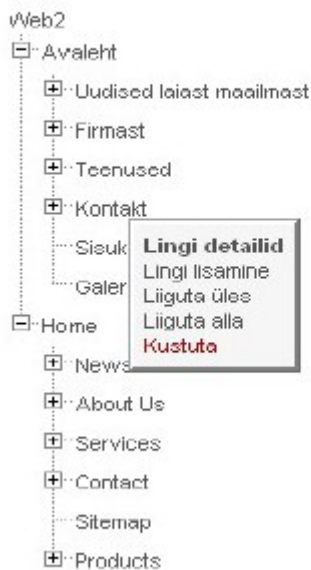 Web2
Avaleht
Uudised laiast maailmast
Firmast
Teenused
Kontakt
Sisuk
Galer
Lingi detailid
Lingi lisamine
Liiguta üles
Liiguta alla
Kustuta
Home
News
About Us
Services
Contact
Sitemap
Products